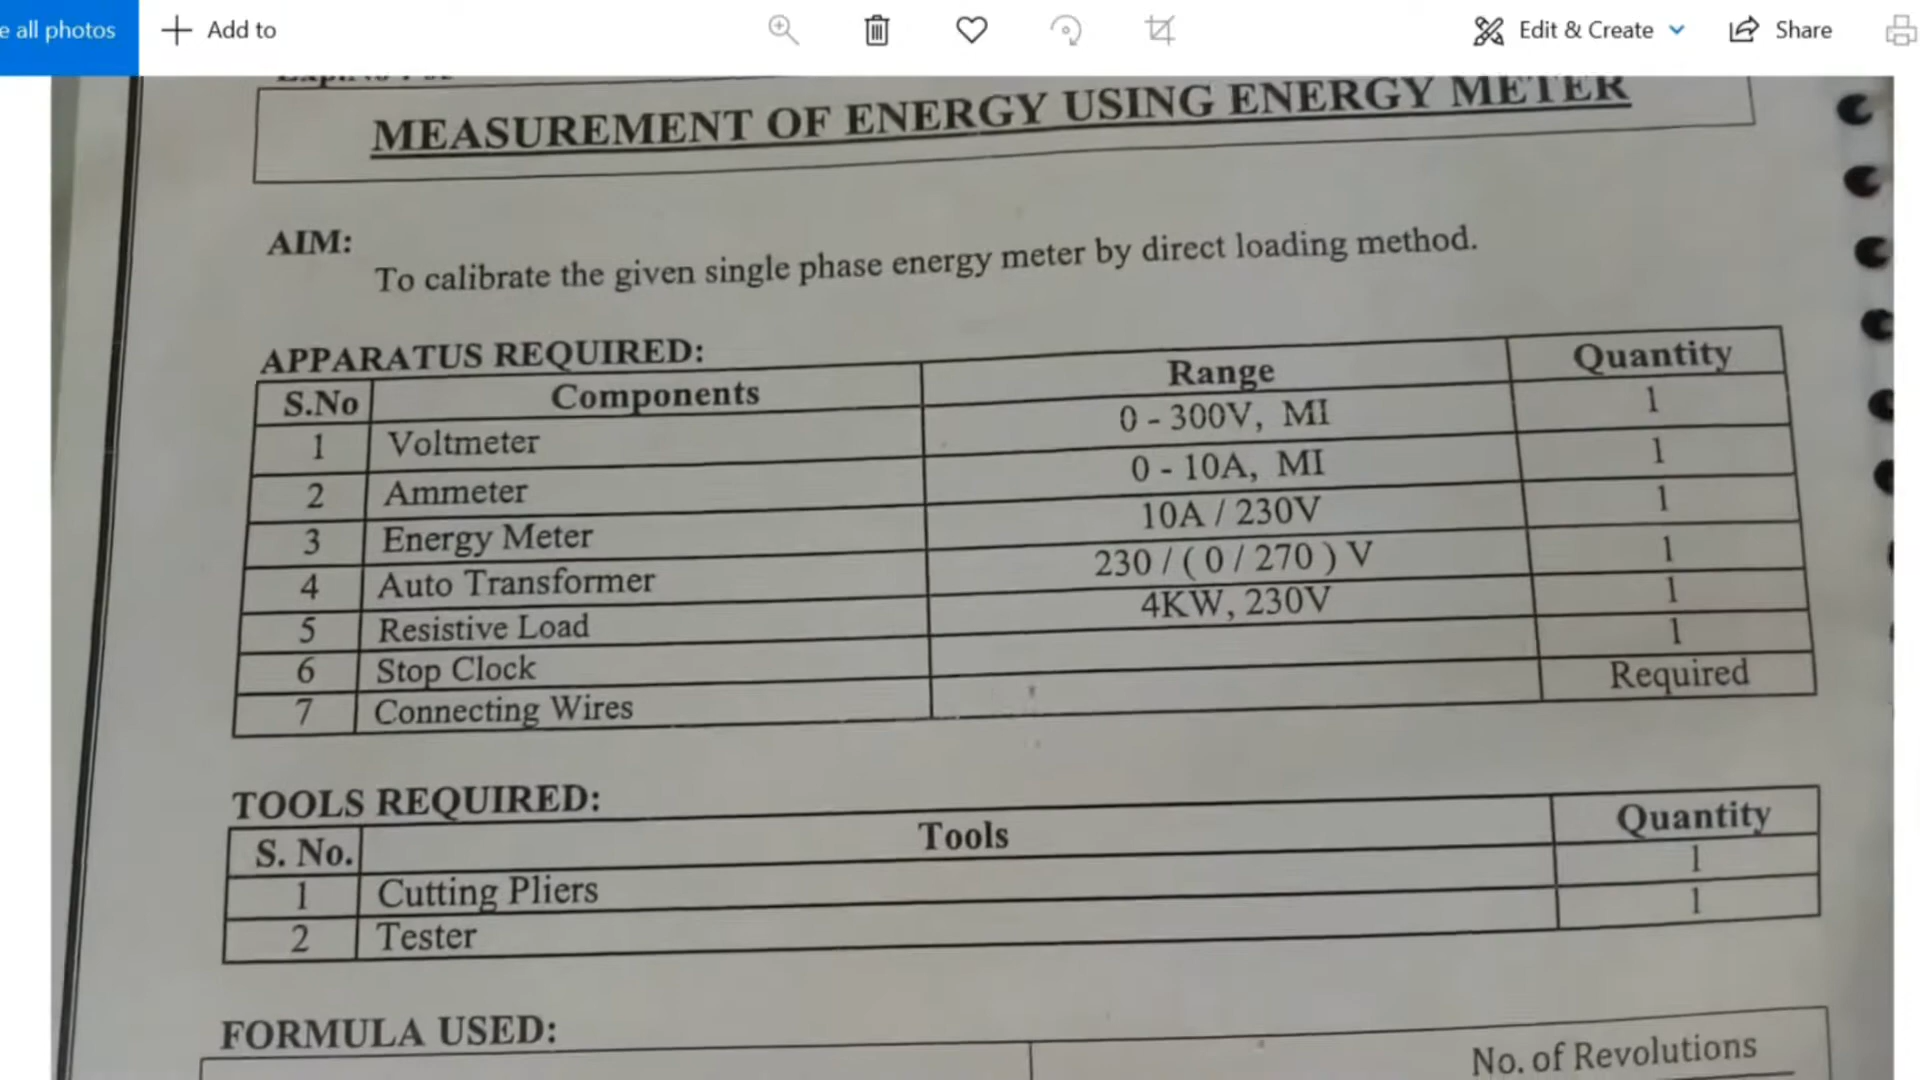 e all photos + Add to Edit & Create Share
MEASUREMENT OF ENERGY USING ENERGY METER
AIM:
To calibrate the given single phase energy meter by direct loading method.
APPARATUS REQUIRED:
S.No Components Range Quantity
1 Voltmeter 0 - 300V, MI 1
2 Ammeter 0 - 10A, MI 1
3 Energy Meter 10A / 230V 1
4 Auto Transformer 230 / ( 0 / 270 ) V 1
5 Resistive Load 4KW, 230V 1
6 Stop Clock 1
7 Connecting Wires Required
TOOLS REQUIRED:
S. No. Tools Quantity
1 Cutting Pliers 1
2 Tester 1
FORMULA USED:
No. of Revolutions